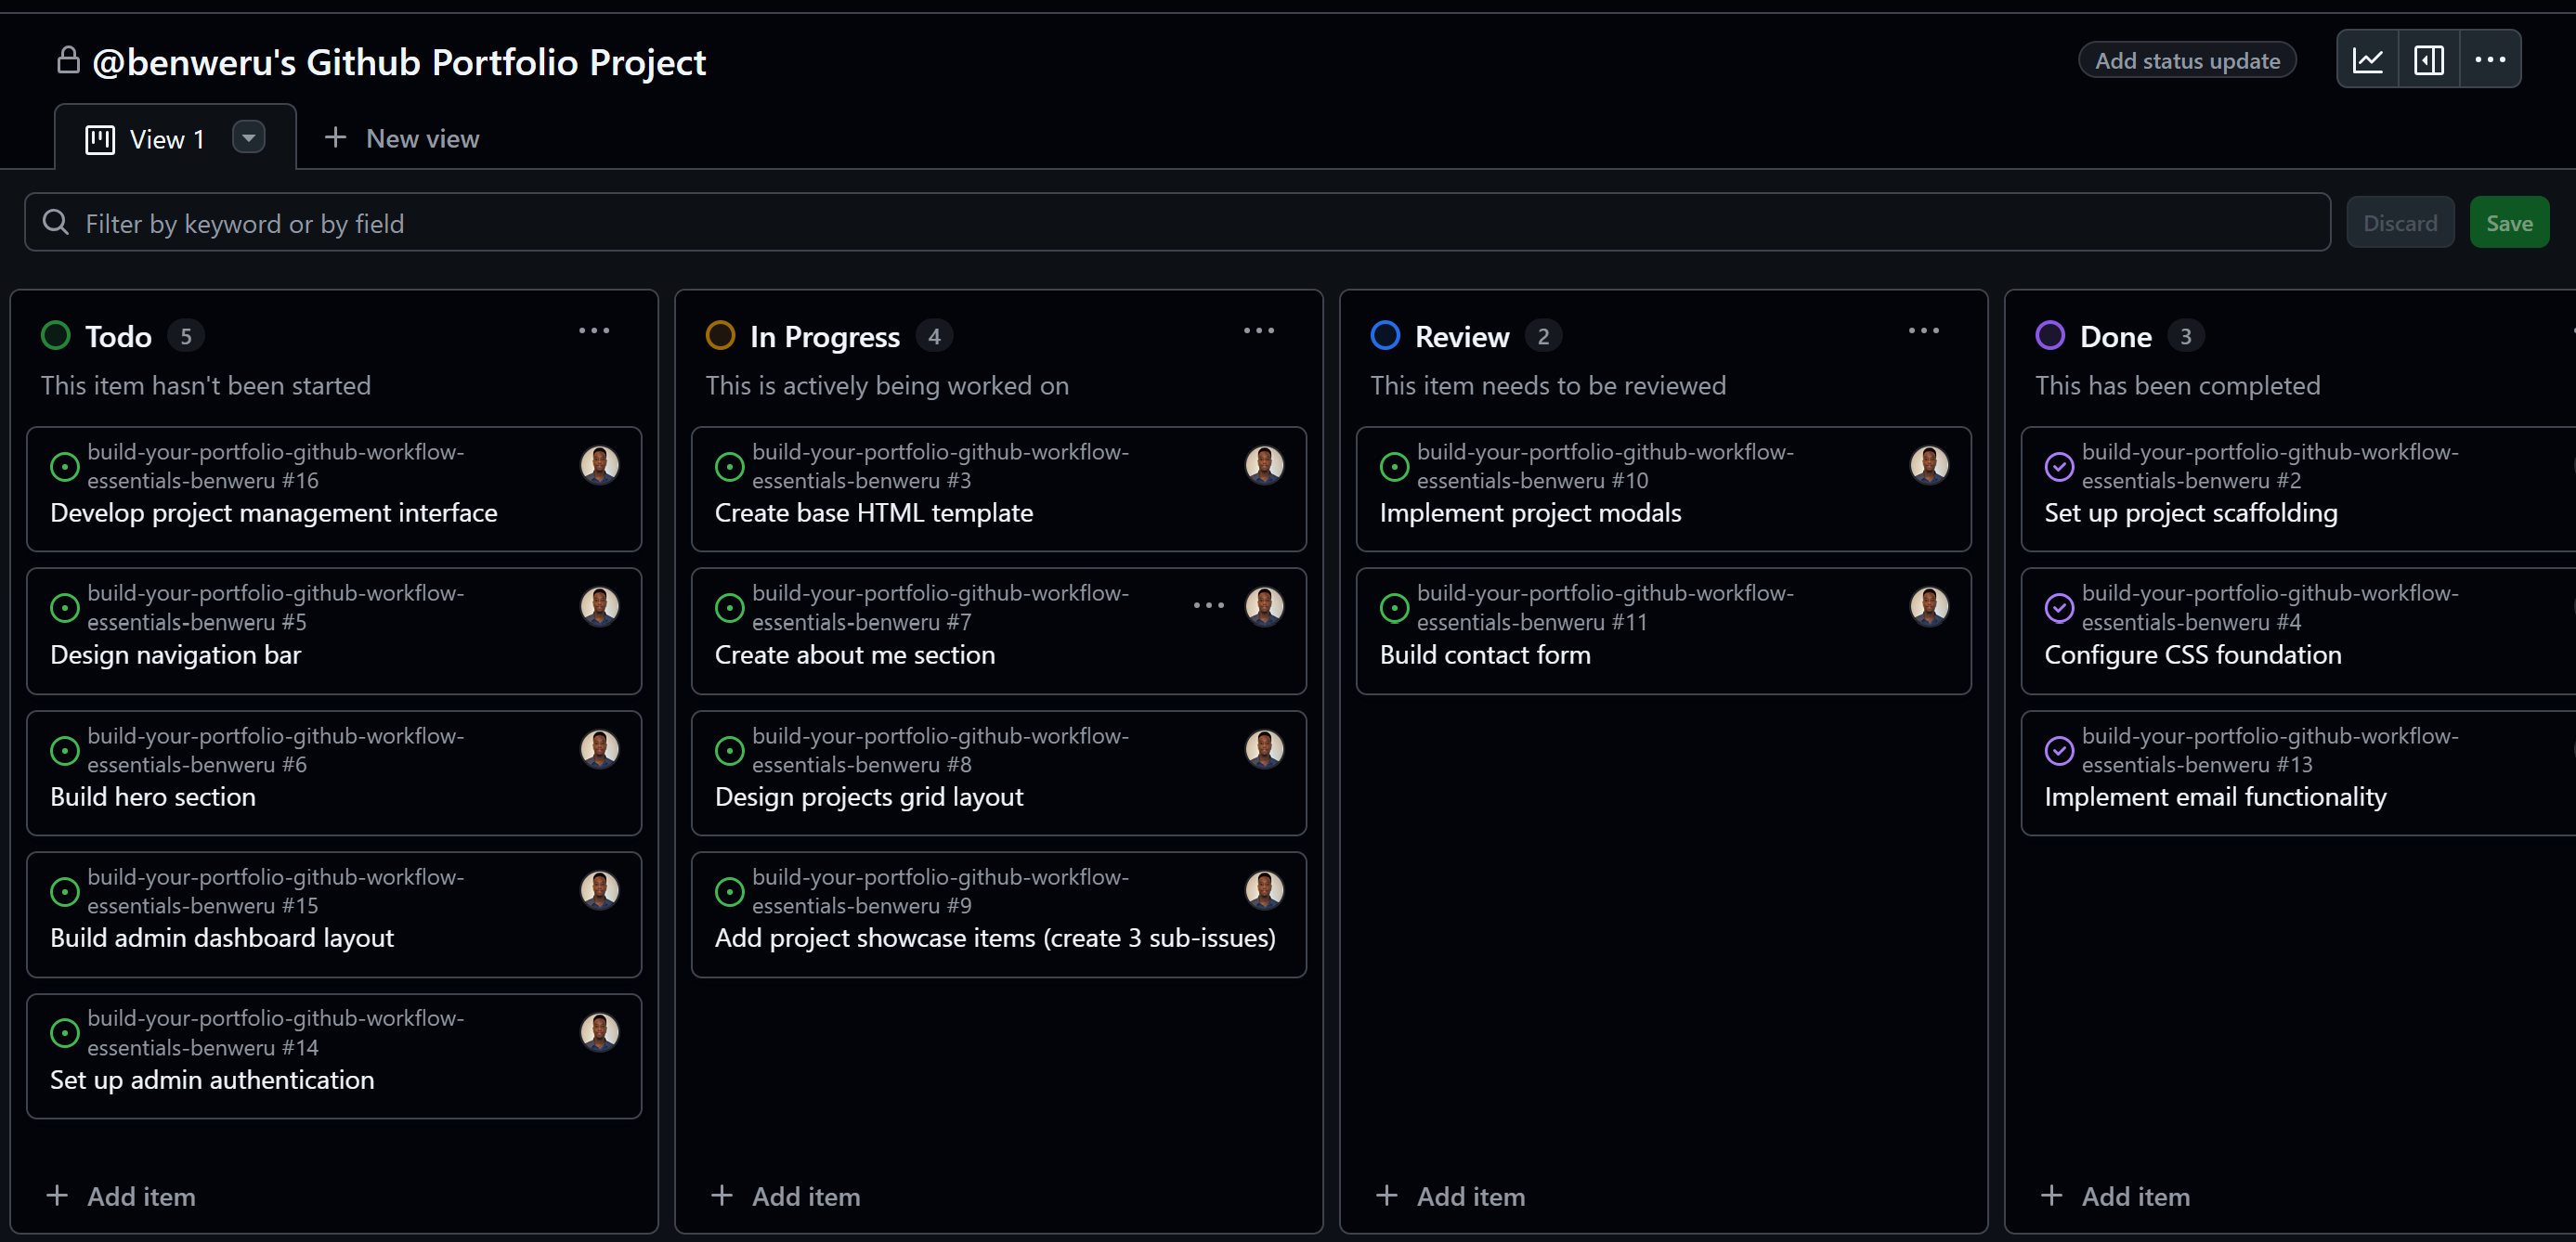 @benweru's Github Portfolio Project
Add status update
View 1
New view
Filter by keyword or by field
Discard
Save
Todo 5
This item hasn't been started
build-your-portfolio-github-workflow-
essentials-benweru #16
Develop project management interface
build-your-portfolio-github-workflow-
essentials-benweru #5
Design navigation bar
build-your-portfolio-github-workflow-
essentials-benweru #6
Build hero section
build-your-portfolio-github-workflow-
essentials-benweru #15
Build admin dashboard layout
build-your-portfolio-github-workflow-
essentials-benweru #14
Set up admin authentication
Add item
In Progress 4
This is actively being worked on
build-your-portfolio-github-workflow-
essentials-benweru #3
Create base HTML template
build-your-portfolio-github-workflow-
essentials-benweru #7
Create about me section
build-your-portfolio-github-workflow-
essentials-benweru #8
Design projects grid layout
build-your-portfolio-github-workflow-
essentials-benweru #9
Add project showcase items (create 3 sub-issues)
Add item
Review 2
This item needs to be reviewed
build-your-portfolio-github-workflow-
essentials-benweru #10
Implement project modals
build-your-portfolio-github-workflow-
essentials-benweru #11
Build contact form
Add item
Done 3
This has been completed
build-your-portfolio-github-workflow-
essentials-benweru #2
Set up project scaffolding
build-your-portfolio-github-workflow-
essentials-benweru #4
Configure CSS foundation
build-your-portfolio-github-workflow-
essentials-benweru #13
Implement email functionality
Add item